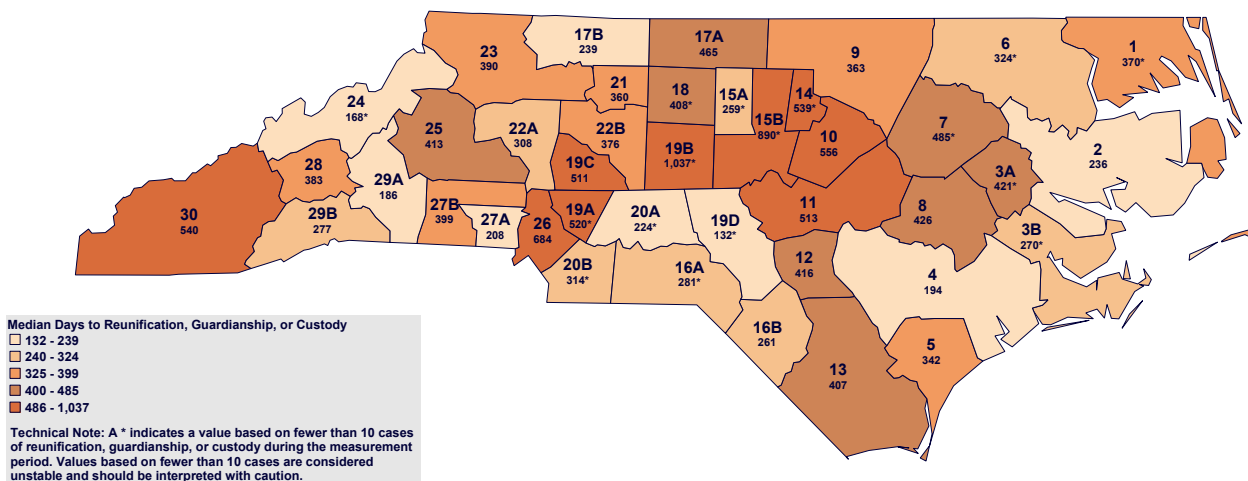 17B
239
17A
465
23
390
9
363
6
324*
1
370*
21
360
18
408*
15A
259*
14
539*
24
168*
15B
890*
7
485*
25
413
22A
308
22B
376
19B
1,037*
10
556
2
236
28
383
19C
511
3A
421*
29A
186
30
540
29B
277
27B
399
27A
208
26
684
19A
520*
20A
224*
19D
132*
11
513
8
426
3B
270*
20B
314*
16A
281*
12
416
4
194
16B
261
5
342
13
407
Median Days to Reunification, Guardianship, or Custody
132 - 239
240 - 324
325 - 399
400 - 485
486 - 1,037
Technical Note: A * indicates a value based on fewer than 10 cases
of reunification, guardianship, or custody during the measurement
period. Values based on fewer than 10 cases are considered
unstable and should be interpreted with caution.